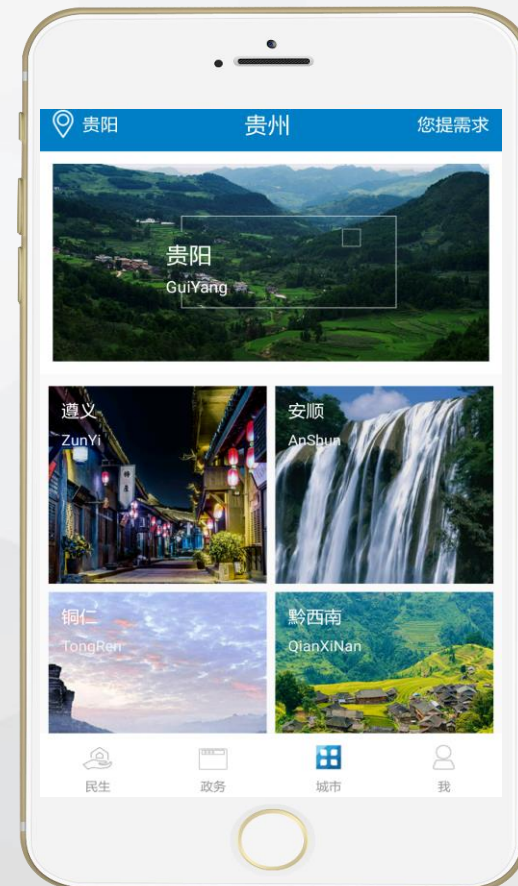 贵阳
贵州
您提需求
贵阳
GuiYang
遵义
ZunYi
安顺
AnShun
铜仁
TongRen
黔西南
QianXiNan
民生
政务
城市
我